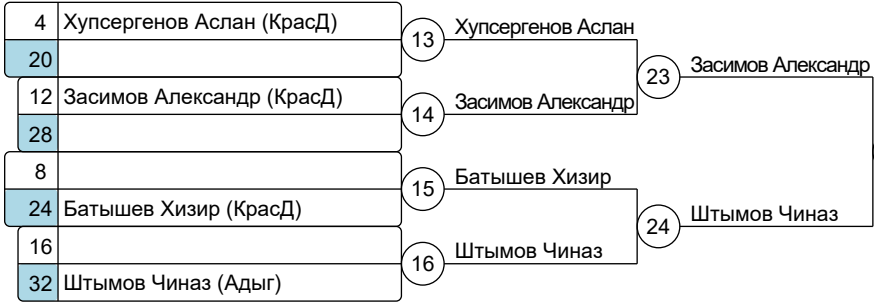 4 Хупсергенов Аслан (КрасД)
20
12 Засимов Александр (КрасД)
28
8
24 Батышев Хизир (КрасД)
16
32 Штымов Чиназ (Адыг)
13 Хупсергенов Аслан
14 Засимов Александр
15 Батышев Хизир
16 Штымов Чиназ
23 Засимов Александр
24 Штымов Чиназ